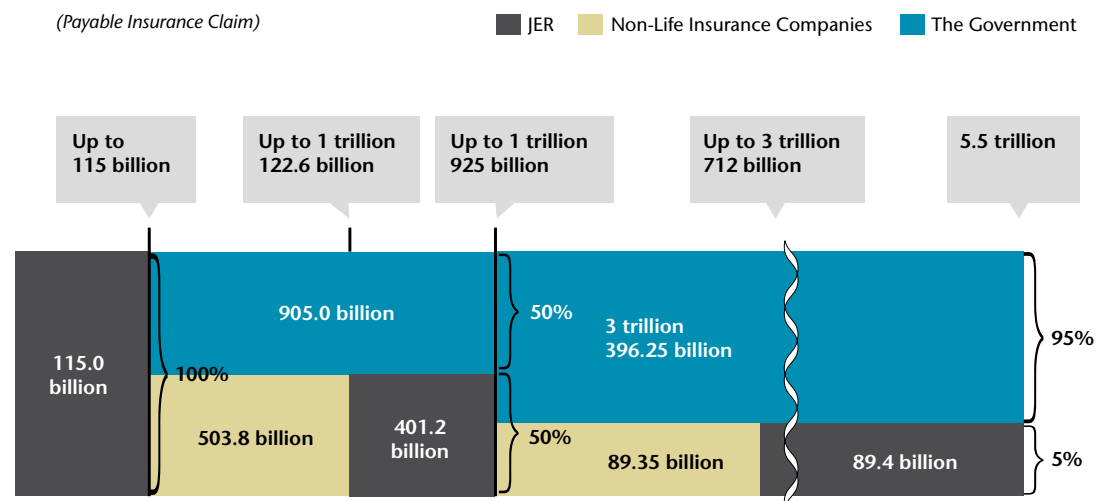 (Payable Insurance Claim)
JER
Non-Life Insurance Companies
The Government
Up to
115 billion
Up to 1 trillion
122.6 billion
Up to 1 trillion
925 billion
Up to 3 trillion
712 billion
5.5 trillion
115.0
billion
100%
905.0 billion
503.8 billion
401.2
billion
50%
50%
3 trillion
396.25 billion
89.35 billion
89.4 billion
95%
5%